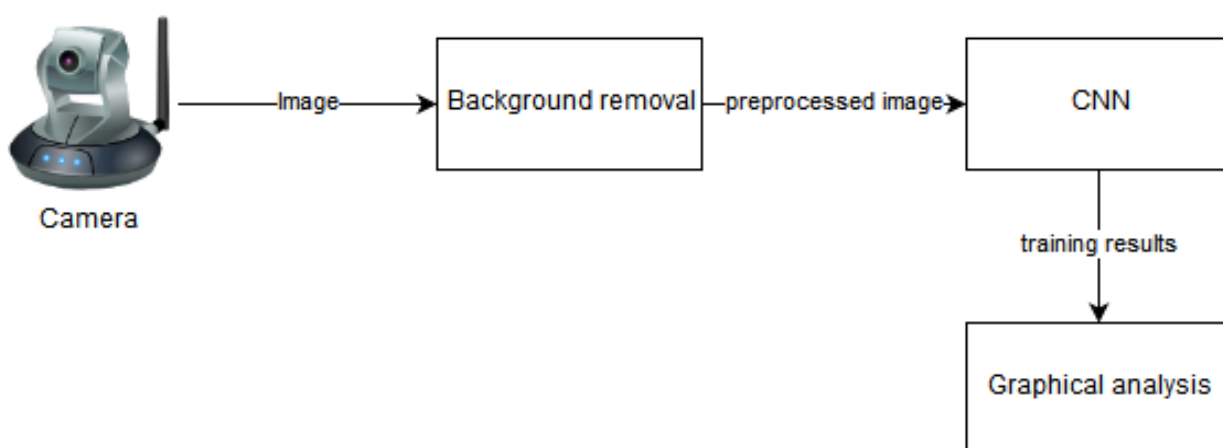 Image
Background removal
preprocessed image
CNN
Camera
training results
Graphical analysis